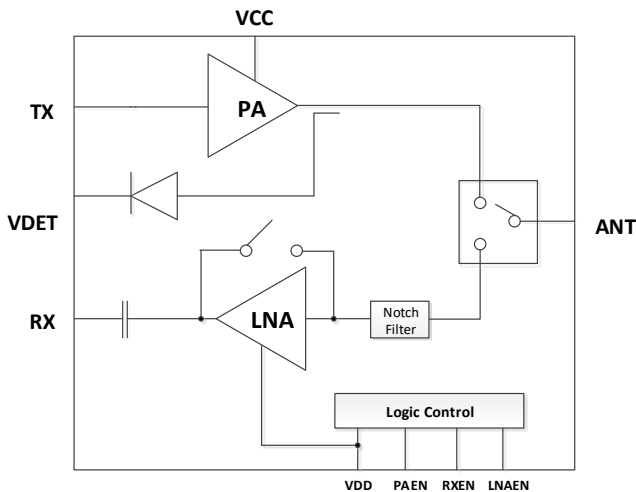 VCC
TX
PA
VDET
ANT
RX
LNA
Notch
Filter
Logic Control
VDD PAEN RXEN LNAEN